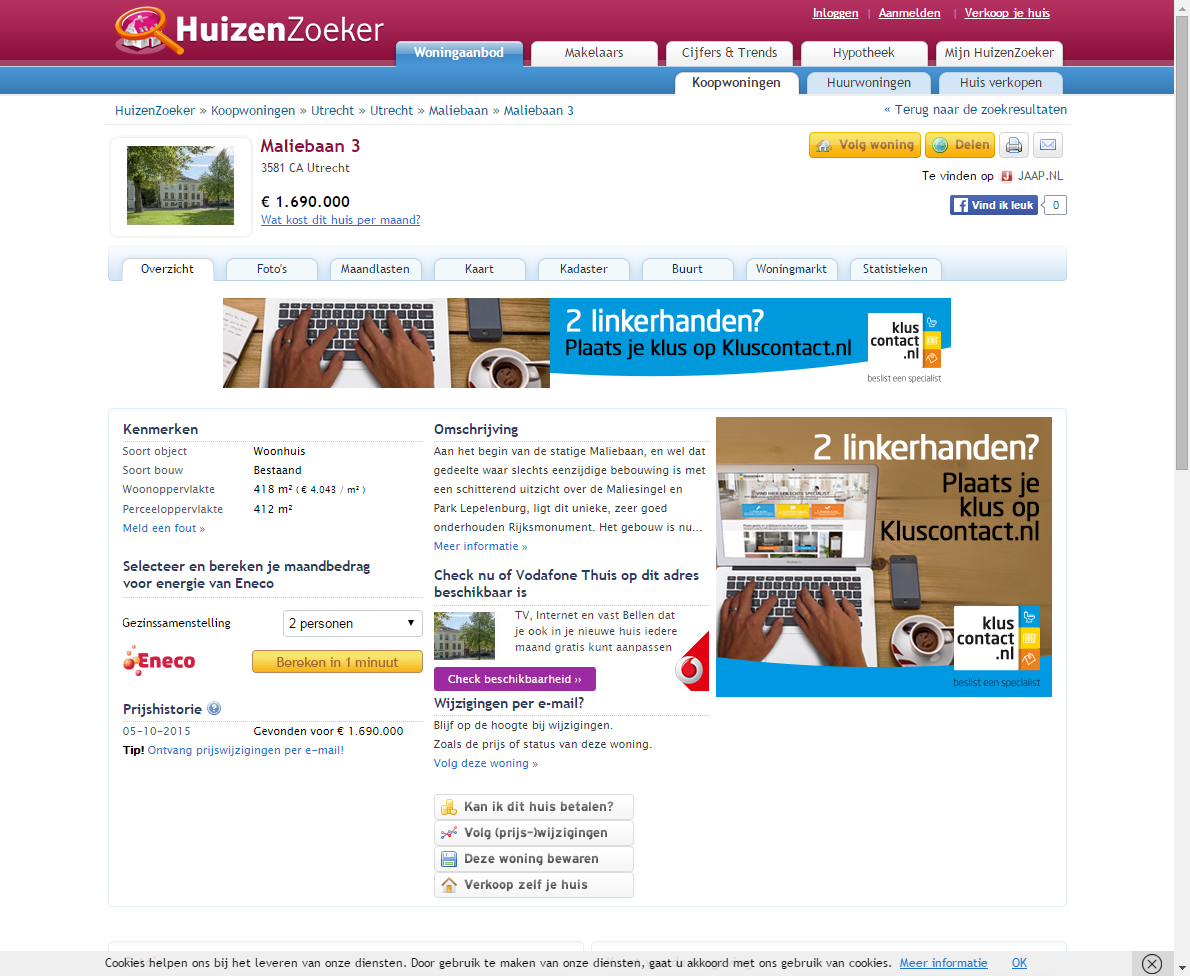 Inloggen | Aanmelden | Verkoop je huis
HuizenZoeker
Woningaanbod
Makelaars
Cijfers & Trends
Hypotheek
Mijn HuizenZoeker
Koopwoningen
Huurwoningen
Huis verkopen
HuizenZoeker » Koopwoningen » Utrecht » Utrecht » Maliebaan » Maliebaan 3
« Terug naar de zoekresultaten
Maliebaan 3
3581 CA Utrecht
€ 1.690.000
Wat kost dit huis per maand?
Volg woning
Delen
Te vinden op JAAP.NL
Vind ik leuk
0
Overzicht
Foto's
Maandlasten
Kaart
Kadaster
Buurt
Woningmarkt
Statistieken
2 linkerhanden?
Plaats je klus op Kluscontact.nl
klus
contact
.nl
beslist een specialist
Kenmerken
Soort object Woonhuis
Soort bouw Bestaand
Woonoppervlakte 418 m² ( € 4.043 / m² )
Perceeloppervlakte 412 m²
Meld een fout »
Selecteer en bereken je maandbedrag
voor energie van Eneco
Gezinssamenstelling 2 personen
Eneco
Bereken in 1 minuut
Prijshistorie
05-10-2015 Gevonden voor € 1.690.000
Tip! Ontvang prijswijzigingen per e-mail!
Omschrijving
Aan het begin van de statige Maliebaan, en wel dat
gedeelte waar slechts eenzijdige bebouwing is met
een schitterend uitzicht over de Maliesingel en
Park Lepelenburg, ligt dit unieke, zeer goed
onderhouden Rijksmonument. Het gebouw is nu...
Meer informatie »
Check nu of Vodafone Thuis op dit adres
beschikbaar is
TV, Internet en vast Bellen dat
je ook in je nieuwe huis iedere
maand gratis kunt aanpassen
Check beschikbaarheid ››
Wijzigingen per e-mail?
Blijf op de hoogte bij wijzigingen.
Zoals de prijs of status van deze woning.
Volg deze woning »
Kan ik dit huis betalen?
Volg (prijs-)wijzigingen
Deze woning bewaren
Verkoop zelf je huis
2 linkerhanden?
Plaats je
klus op
Kluscontact.nl
klus
contact
.nl
beslist een specialist
Cookies helpen ons bij het leveren van onze diensten. Door gebruik te maken van onze diensten, gaat u akkoord met ons gebruik van cookies. Meer informatie OK